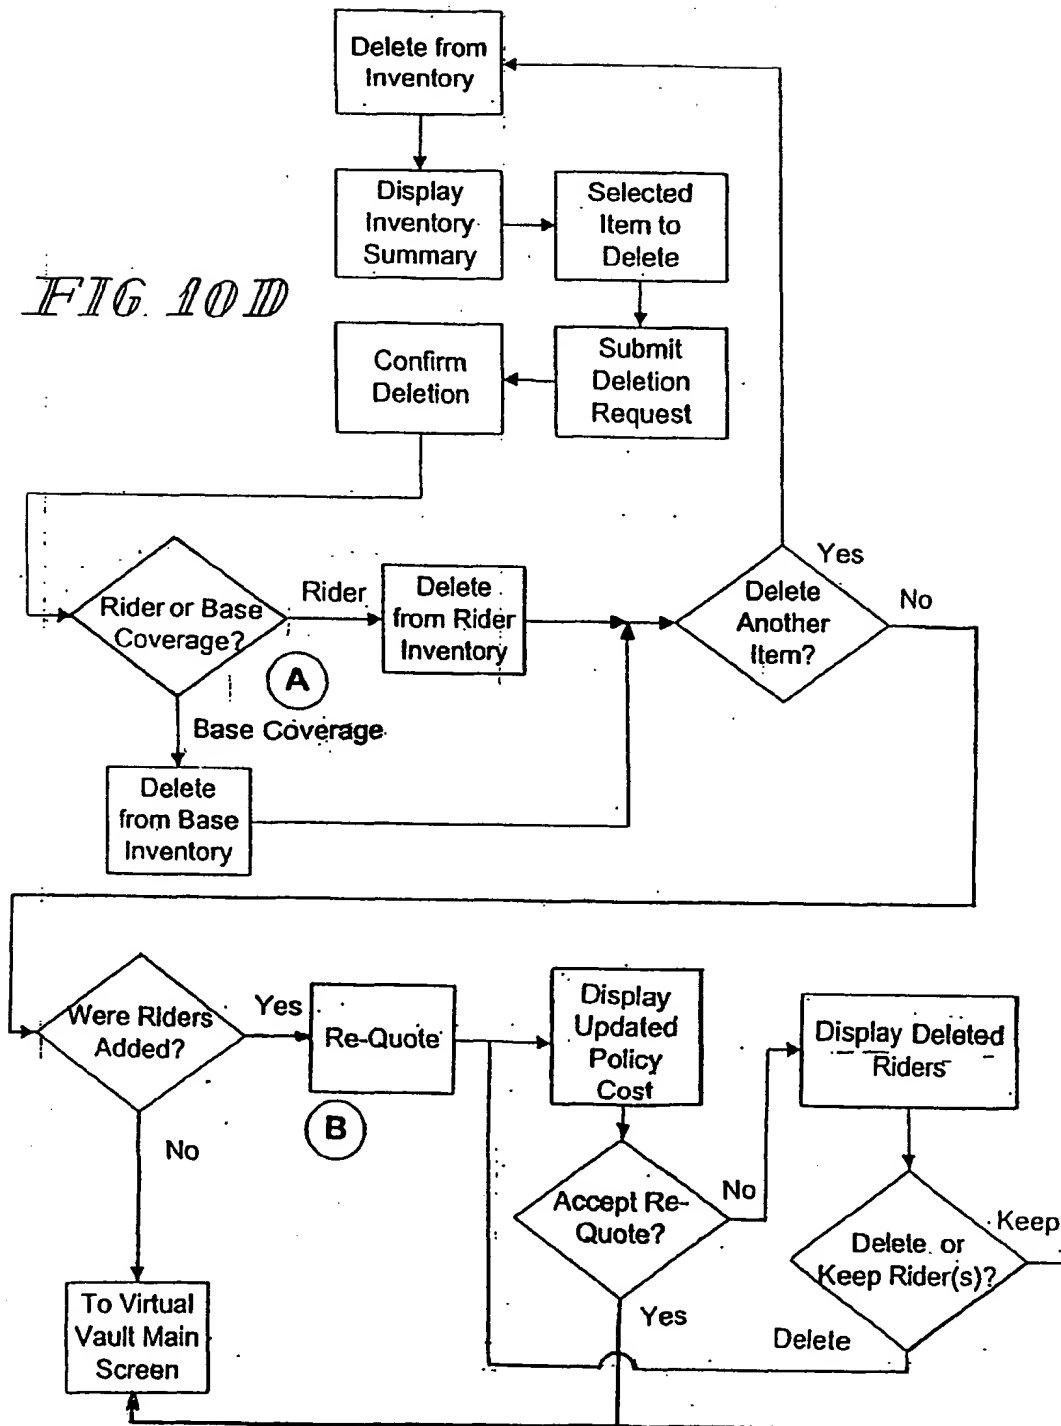 Delete from
Inventory
Display
Inventory
Summary
Selected
Item to
Delete
FIG. 10D
Confirm
Deletion
Submit
Deletion
Request
Rider or Base
Coverage?
Rider
Delete
from Rider
Inventory
Yes
Delete
Another
Item?
No
A
Base Coverage
Delete
from Base
Inventory
Were Riders
Added?
Yes
Re-Quote
Display
Updated
Policy
Cost
Display Deleted
Riders
B
No
Accept Re-
Quote?
No
Delete or
Keep Rider(s)?
Keep
To Virtual
Vault Main
Screen
Yes
Delete